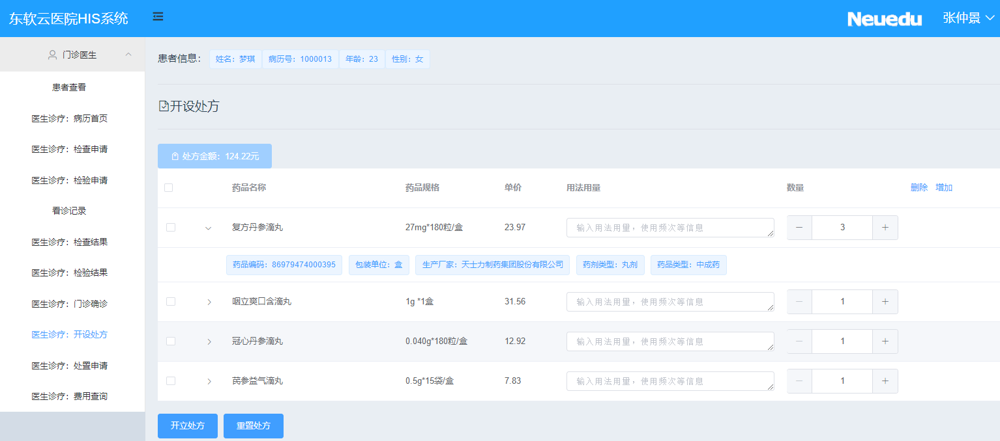 东软云医院HIS系统
Neuedu
张仲景
门诊医生
患者查看
医生诊疗：病历首页
医生诊疗：检查申请
医生诊疗：检验申请
看诊记录
医生诊疗：检查结果
医生诊疗：检验结果
医生诊疗：门诊确诊
医生诊疗：开设处方
医生诊疗：处置申请
医生诊疗：费用查询
患者信息： 姓名：梦琪 病历号：1000013 年龄：23 性别：女
开设处方
处方金额：124.22元
药品名称 药品规格 单价 用法用量 数量 删除 增加
复方丹参滴丸 27mg*180粒/盒 23.97 输入用法用量，使用频次等信息 3
药品编码：86979474000395 包装单位：盒 生产厂家：天士力制药集团股份有限公司 药剂类型：丸剂 药品类型：中成药
咽立爽口含滴丸 1g *1盒 31.56 输入用法用量，使用频次等信息 1
冠心丹参滴丸 0.040g*180粒/盒 12.92 输入用法用量，使用频次等信息 1
芪参益气滴丸 0.5g*15袋/盒 7.83 输入用法用量，使用频次等信息 1
开立处方 重置处方